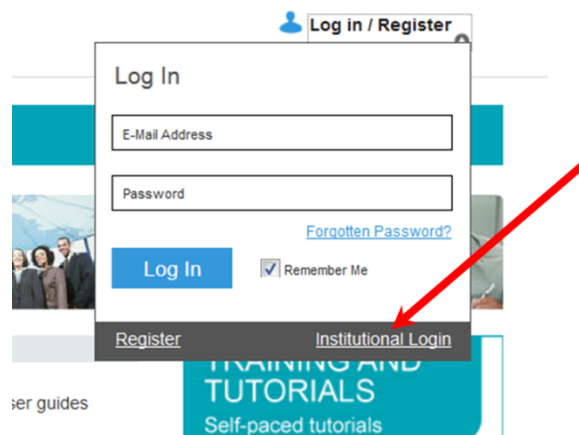 Log in / Register
Log In
E-Mail Address
Password
Forgotten Password?
Log In
Remember Me
Register
Institutional Login
TRAINING AND
TUTORIALS
ser guides
Self-paced tutorials